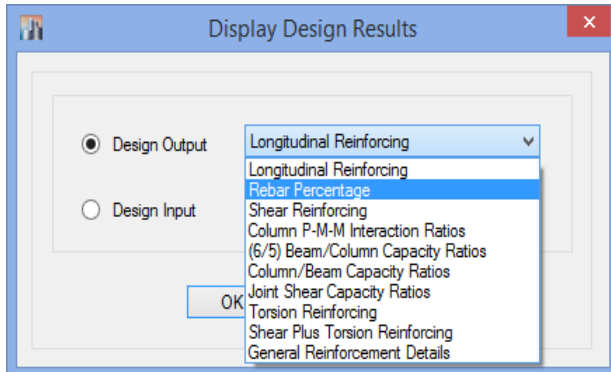 Display Design Results
Design Output
Longitudinal Reinforcing
Longitudinal Reinforcing
Rebar Percentage
Design Input
Shear Reinforcing
Column P-M-M Interaction Ratios
(6/5) Beam/Column Capacity Ratios
Column/Beam Capacity Ratios
OK
Joint Shear Capacity Ratios
Torsion Reinforcing
Shear Plus Torsion Reinforcing
General Reinforcement Details